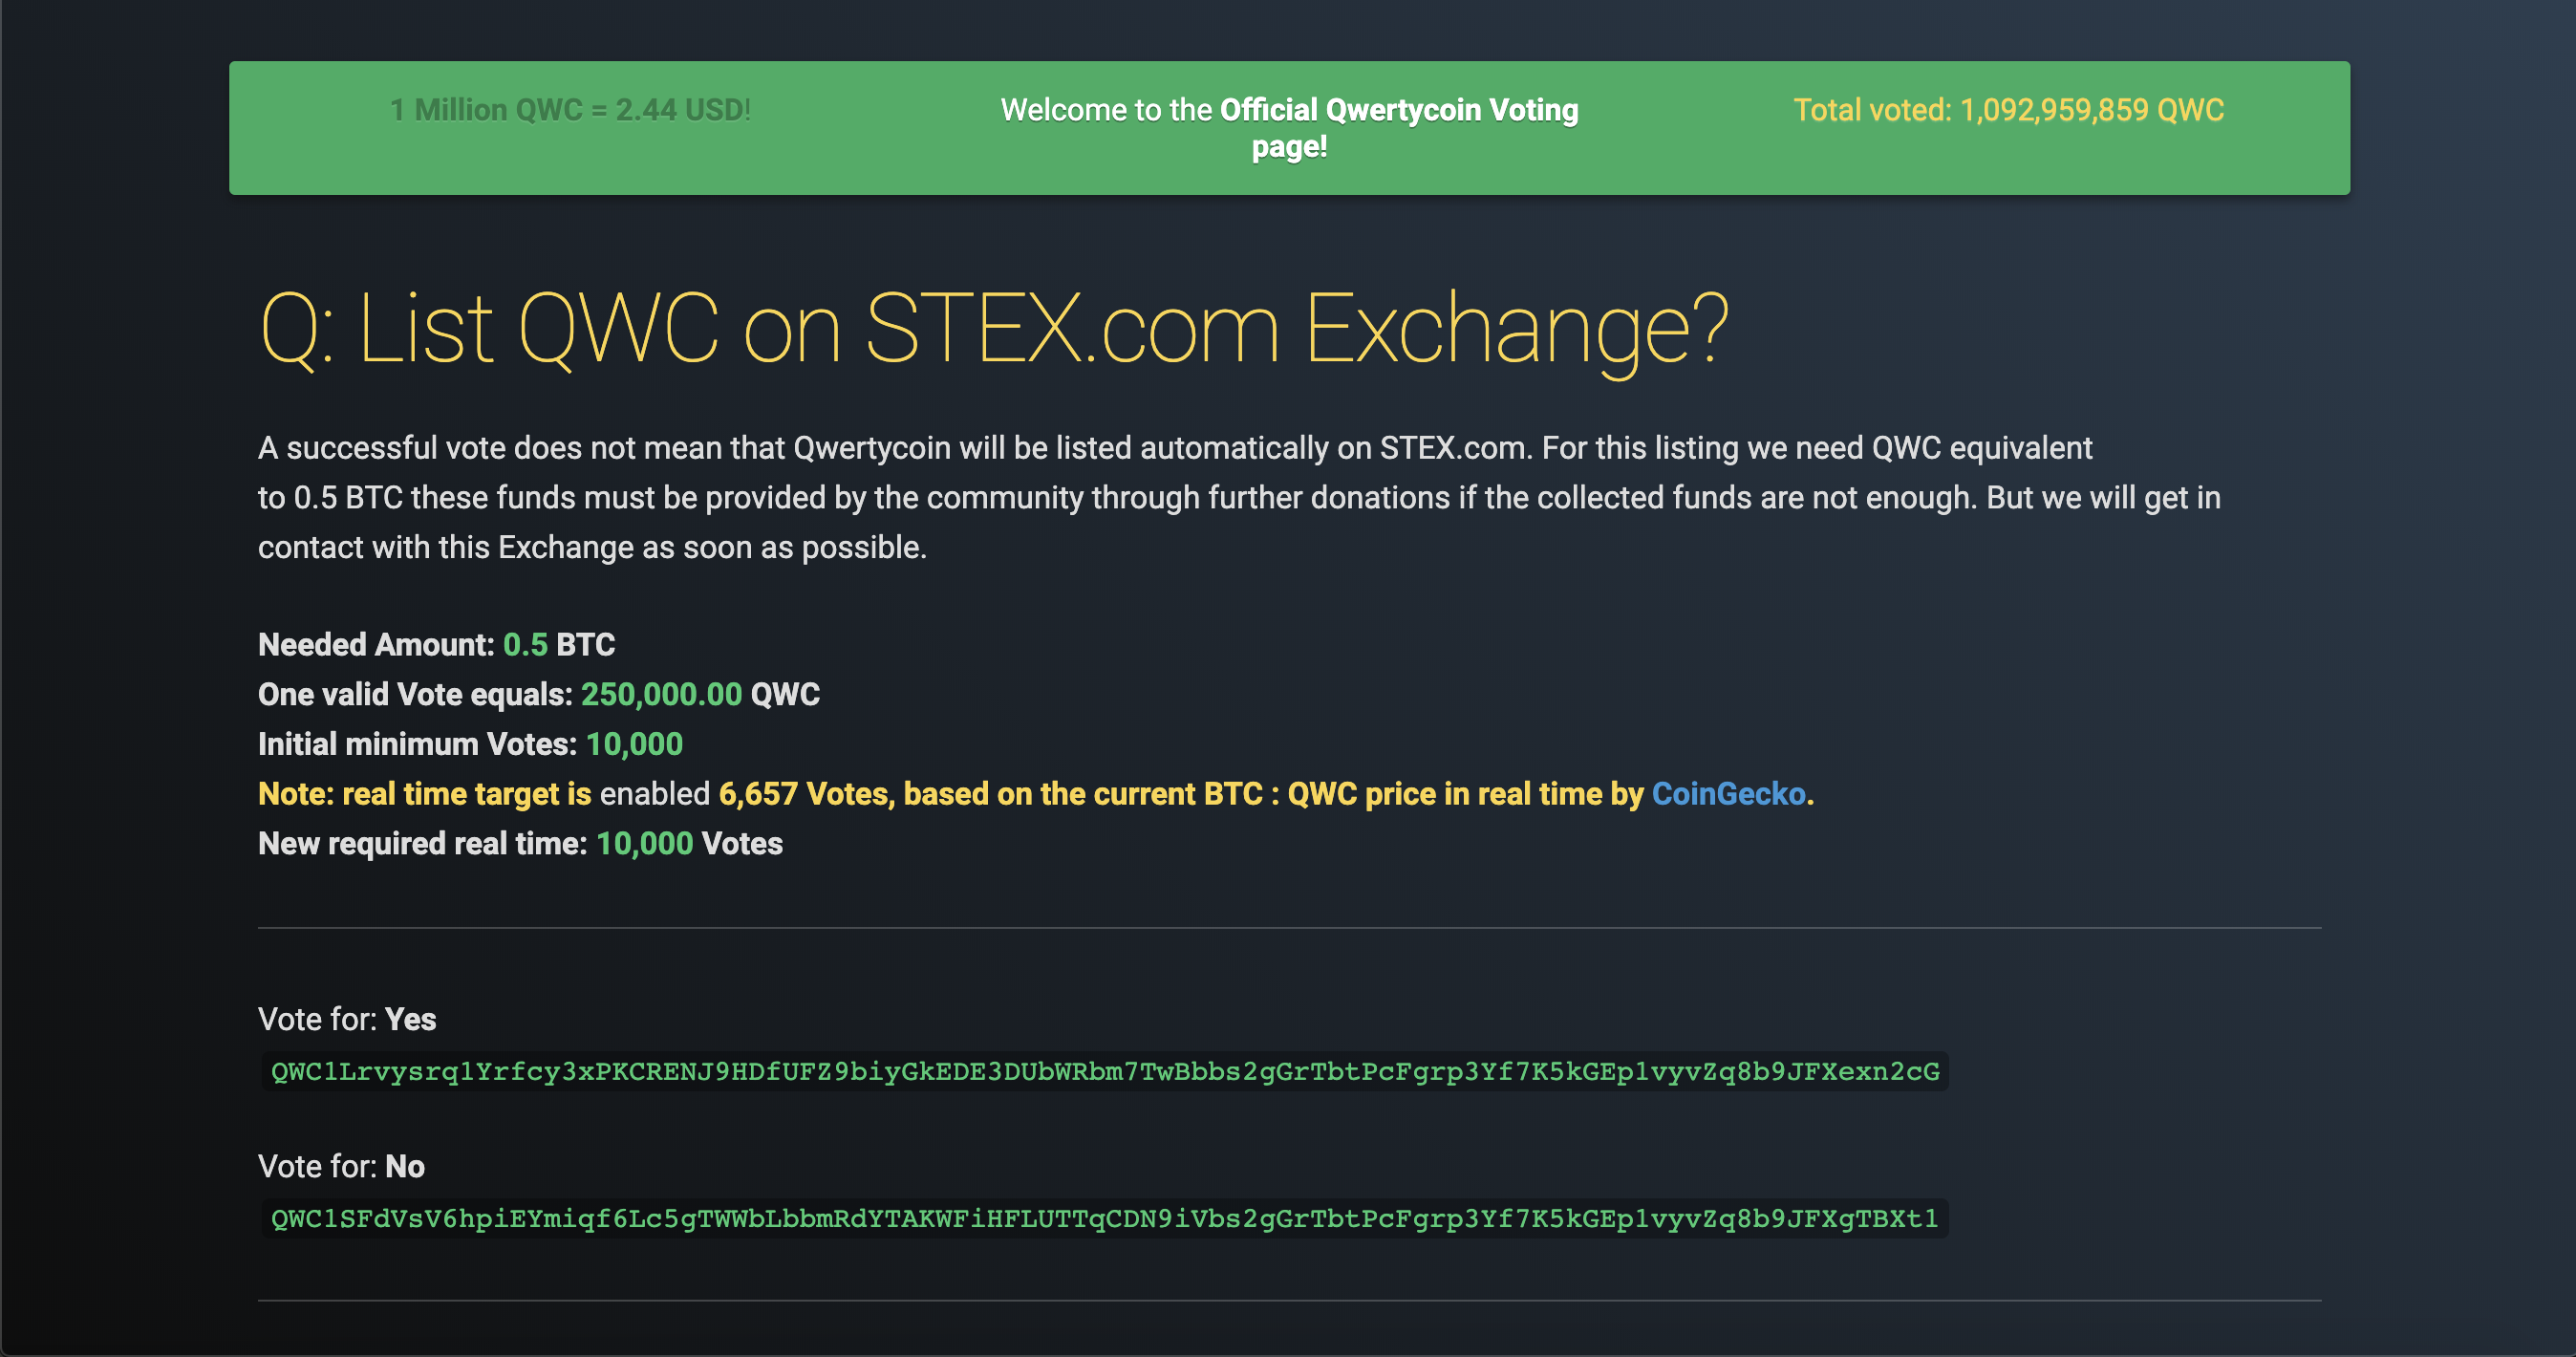 1 Million QWC = 2.44 USD!
Welcome to the Official Qwertycoin Voting
page!
Total voted: 1,092,959,859 QWC
Q: List QWC on STEX.com Exchange?
A successful vote does not mean that Qwertycoin will be listed automatically on STEX.com. For this listing we need QWC equivalent
to 0.5 BTC these funds must be provided by the community through further donations if the collected funds are not enough. But we will get in
contact with this Exchange as soon as possible.
Needed Amount: 0.5 BTC
One valid Vote equals: 250,000.00 QWC
Initial minimum Votes: 10,000
Note: real time target is enabled 6,657 Votes, based on the current BTC : QWC price in real time by CoinGecko.
New required real time: 10,000 Votes
Vote for: Yes
QWC1Lrvysrq1Yrfcy3xPKCRENJ9HDfUFZ9biyGkEDE3DUbWRbm7TwBbbs2gGrTbtPcFgrp3Yf7K5kGEp1vyvZq8b9JFXexn2cG
Vote for: No
QWC1SFdVsV6hpiEYmiqf6Lc5gTWWbLbbmRdYTAKWFiHFLUTTqCDN9iVbs2gGrTbtPcFgrp3Yf7K5kGEp1vyvZq8b9JFXgTBXt1